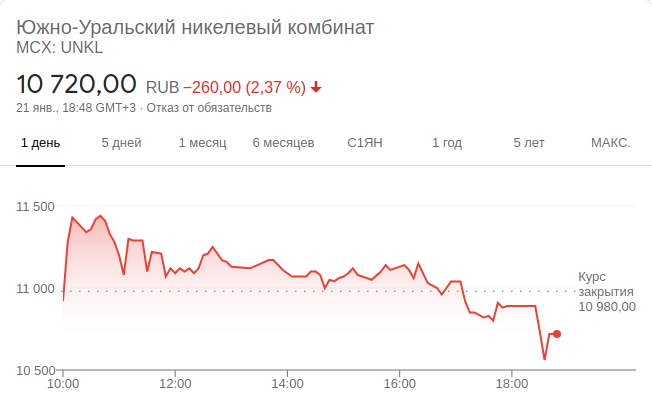 Южно-Уральский никелевый комбинат
MCX: UNKL
10 720,00 RUB −260,00 (2,37 %)
21 янв., 18:48 GMT+3 · Отказ от обязательств
1 день 5 дней 1 месяц 6 месяцев С1ЯН 1 год 5 лет МАКС.
11 500
11 000
Курс
закрытия
10 980,00
10 500
10:00 12:00 14:00 16:00 18:00